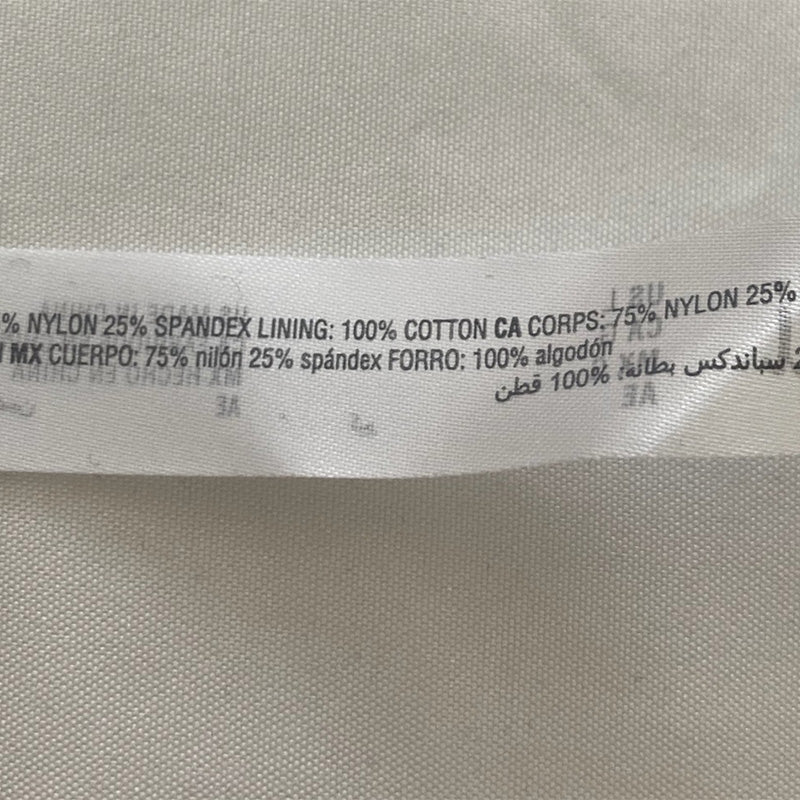 % NYLON 25% SPANDEX LINING: 100% COTTON CA CORPS: 75% NYLON 25%
MX CUERPO: 75% nilón 25% spándex FORRO: 100% algodón
سباندكس بطانة: 100% قطن